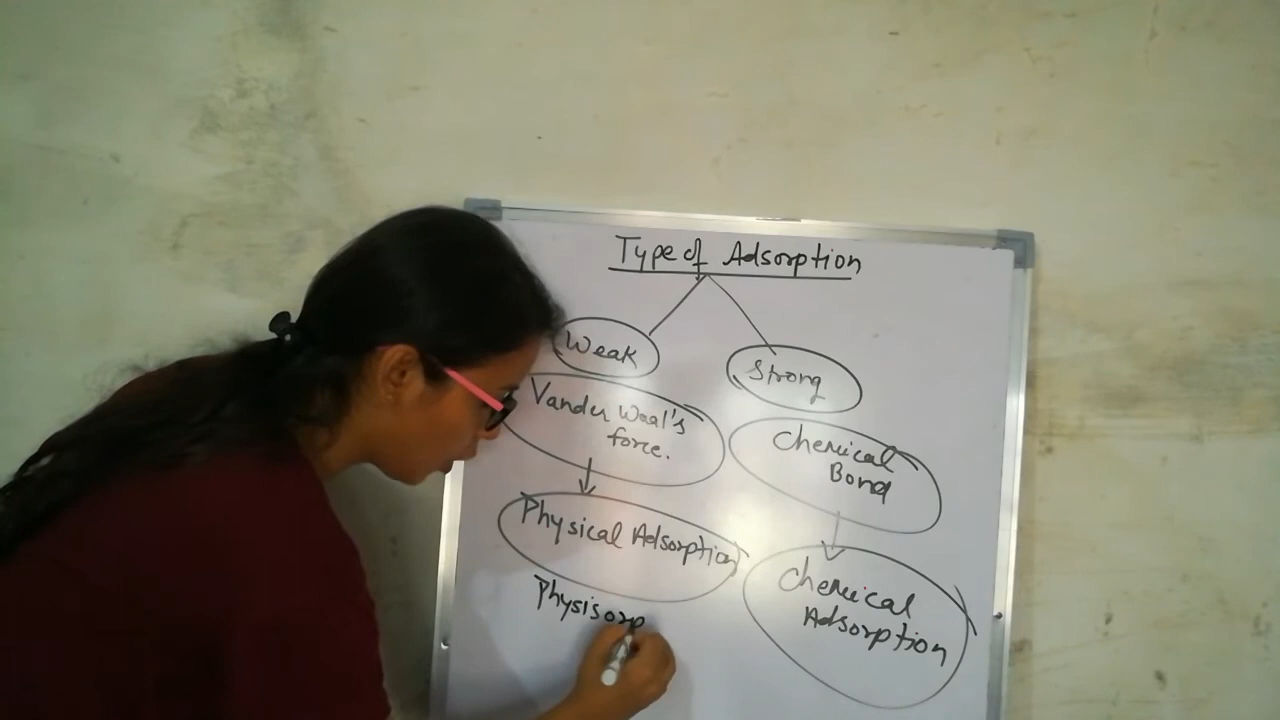 Type of Adsorption
Weak
Strong
Vander Waal's
force.
Chemical
Bond
Physical Adsorption
Chemical
Adsorption
Physisorp